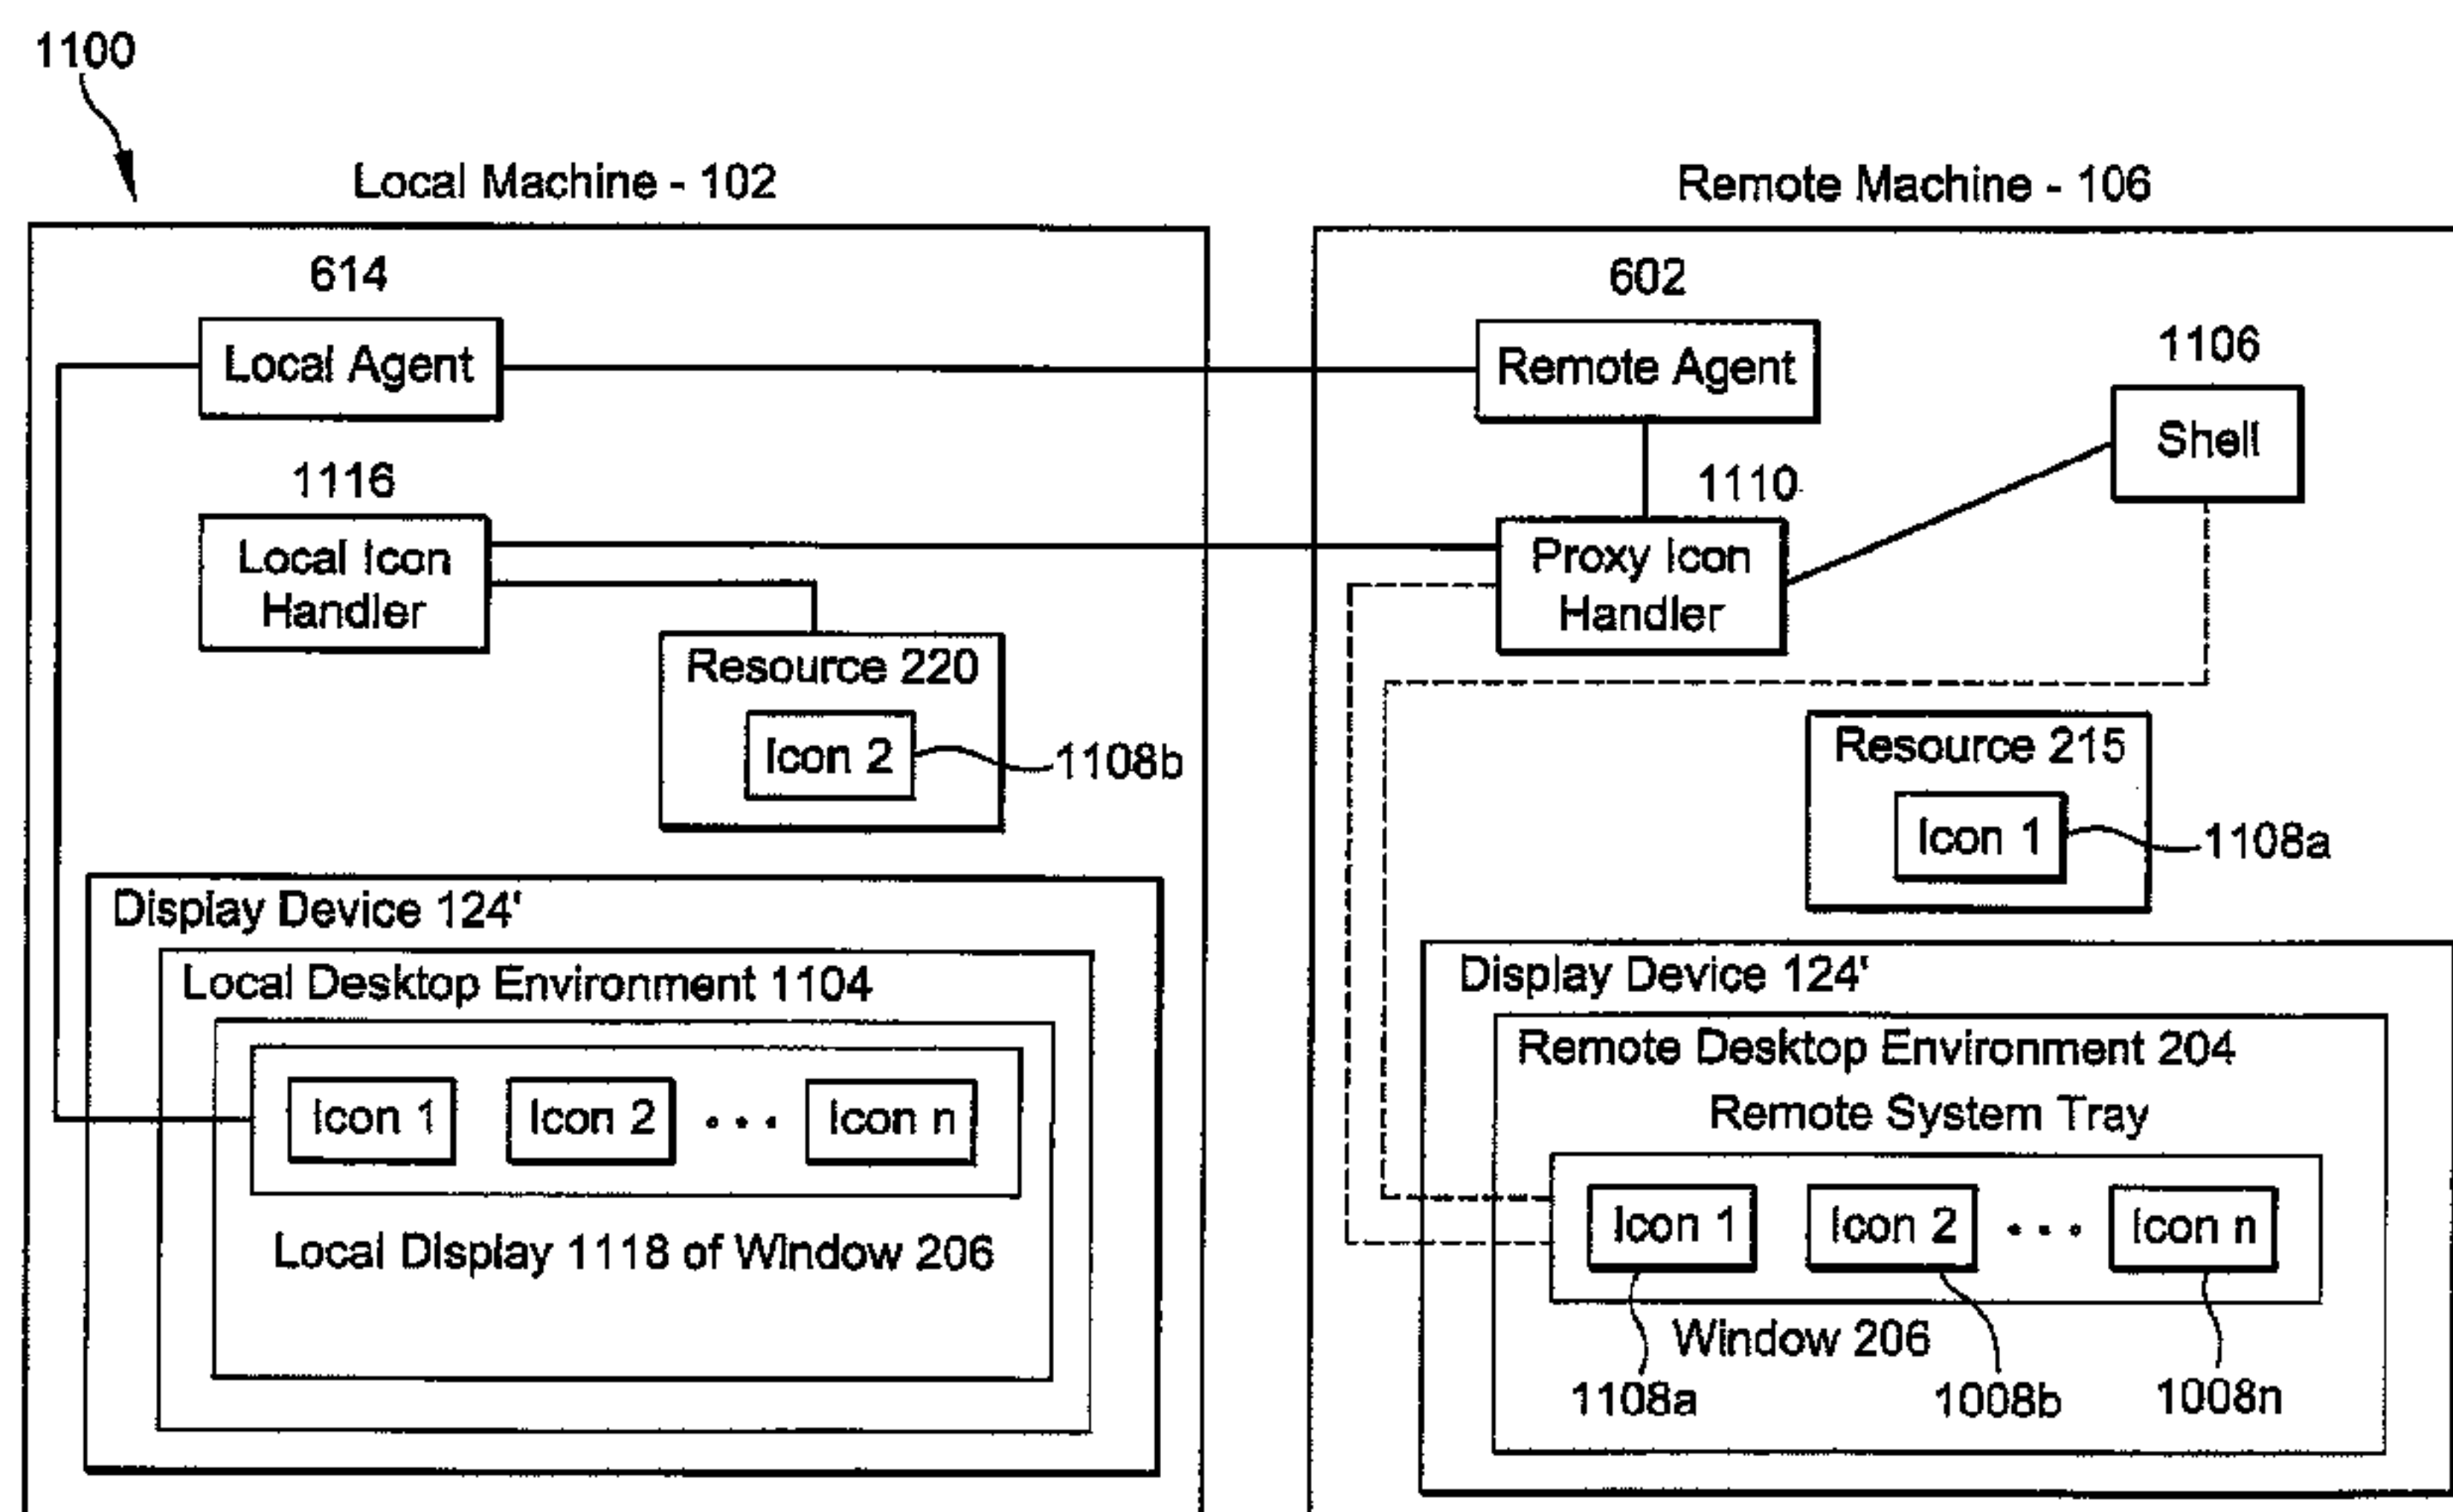 1100
Local Machine - 102
614
Local Agent
1116
Local Icon
Handler
Resource 220
Icon 2
1108b
Display Device 124'
Local Desktop Environment 1104
Icon 1 Icon 2 • • • Icon n
Local Display 1118 of Window 206
Remote Machine - 106
602
Remote Agent
1106
Shell
1110
Proxy Icon
Handler
Resource 215
Icon 1
1108a
Display Device 124'
Remote Desktop Environment 204
Remote System Tray
Icon 1 Icon 2 • • • Icon n
Window 206
1108a 1008b 1008n